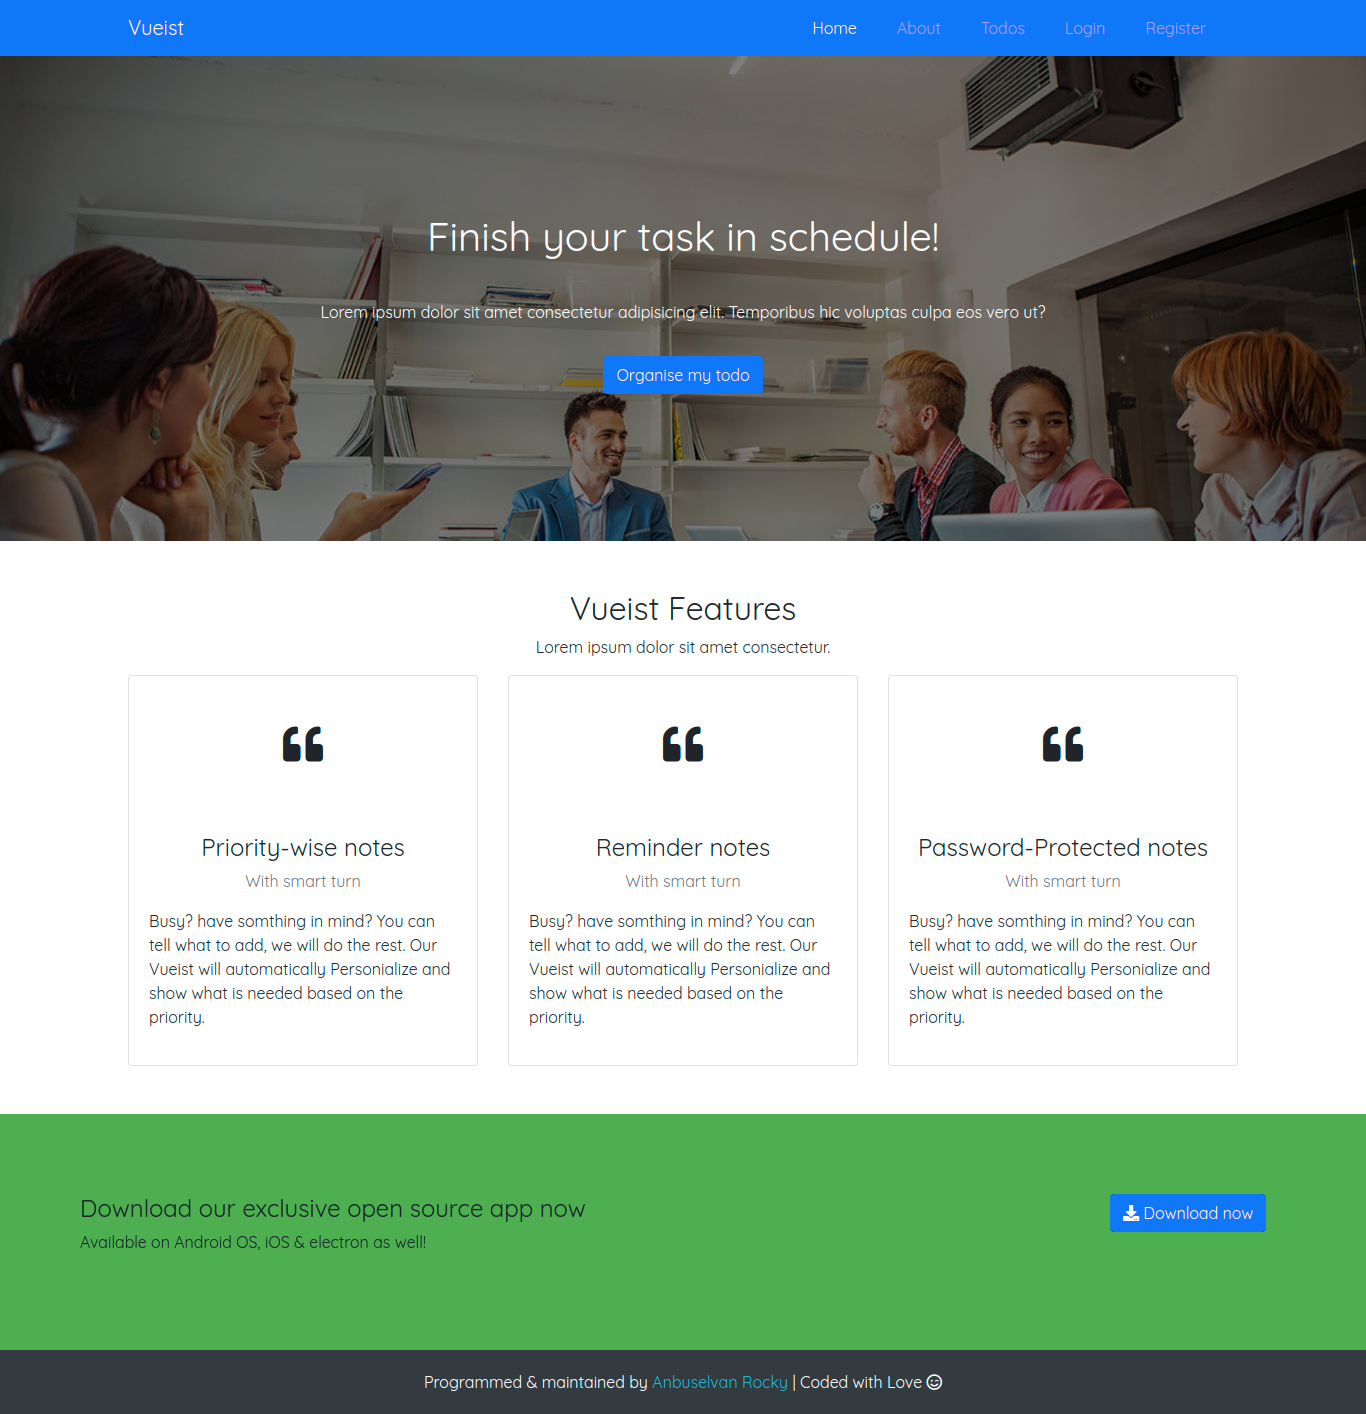 Vueist
Home About Todos Login Register
Finish your task in schedule!
Lorem ipsum dolor sit amet consectetur adipisicing elit. Temporibus hic voluptas culpa eos vero ut?
Organise my todo
Vueist Features
Lorem ipsum dolor sit amet consectetur.
Priority-wise notes
With smart turn
Busy? have somthing in mind? You can
tell what to add, we will do the rest. Our
Vueist will automatically Personialize and
show what is needed based on the
priority.
Reminder notes
With smart turn
Busy? have somthing in mind? You can
tell what to add, we will do the rest. Our
Vueist will automatically Personialize and
show what is needed based on the
priority.
Password-Protected notes
With smart turn
Busy? have somthing in mind? You can
tell what to add, we will do the rest. Our
Vueist will automatically Personialize and
show what is needed based on the
priority.
Download our exclusive open source app now
Available on Android OS, iOS & electron as well!
Download now
Programmed & maintained by Anbuselvan Rocky | Coded with Love